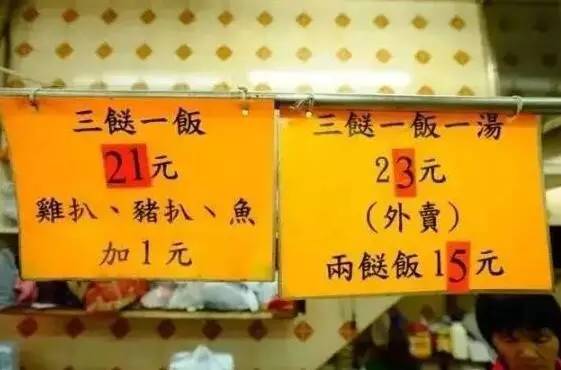 三餸一飯
21元
雞扒、豬扒、魚
加1元
三餸一飯一湯
23元
(外賣)
兩餸飯15元